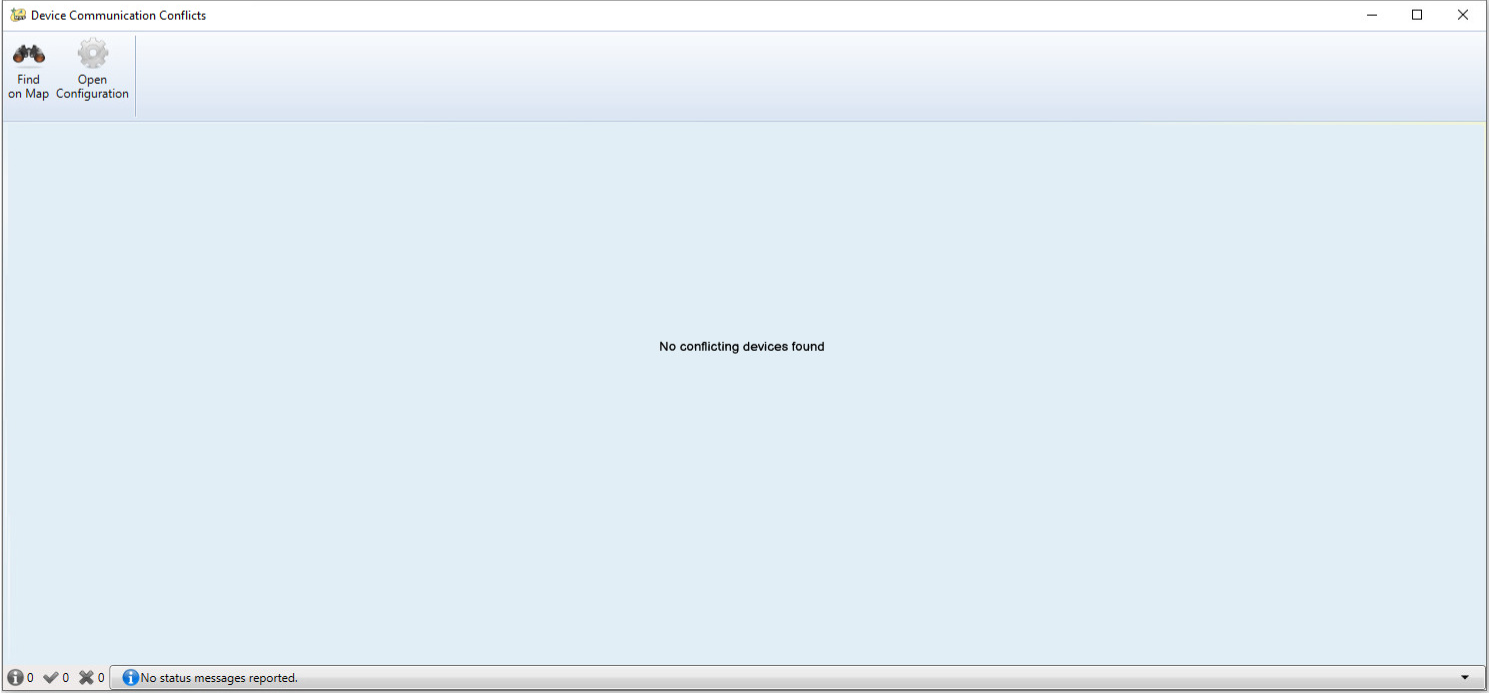 Device Communication Conflicts
Find
on Map
Open
Configuration
No conflicting devices found
0 0 0 No status messages reported.